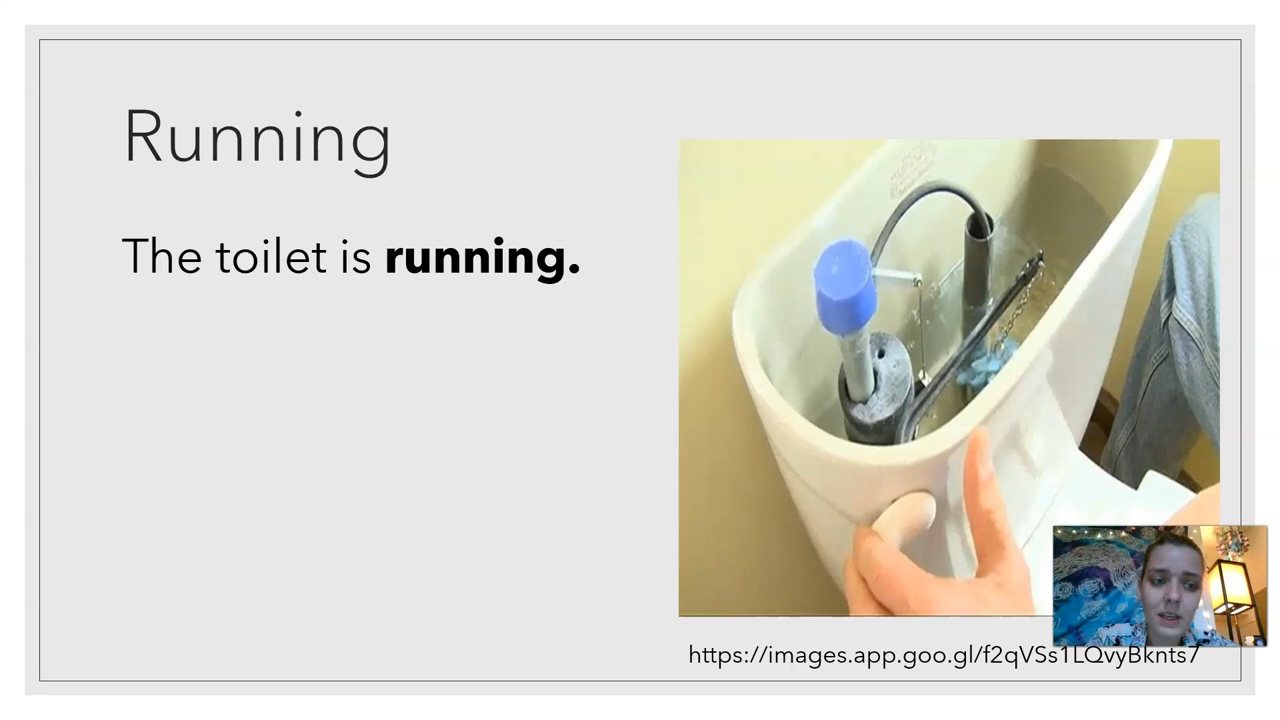 Running
The toilet is running.
https://images.app.goo.gl/f2qVSs1LQvyBknts7